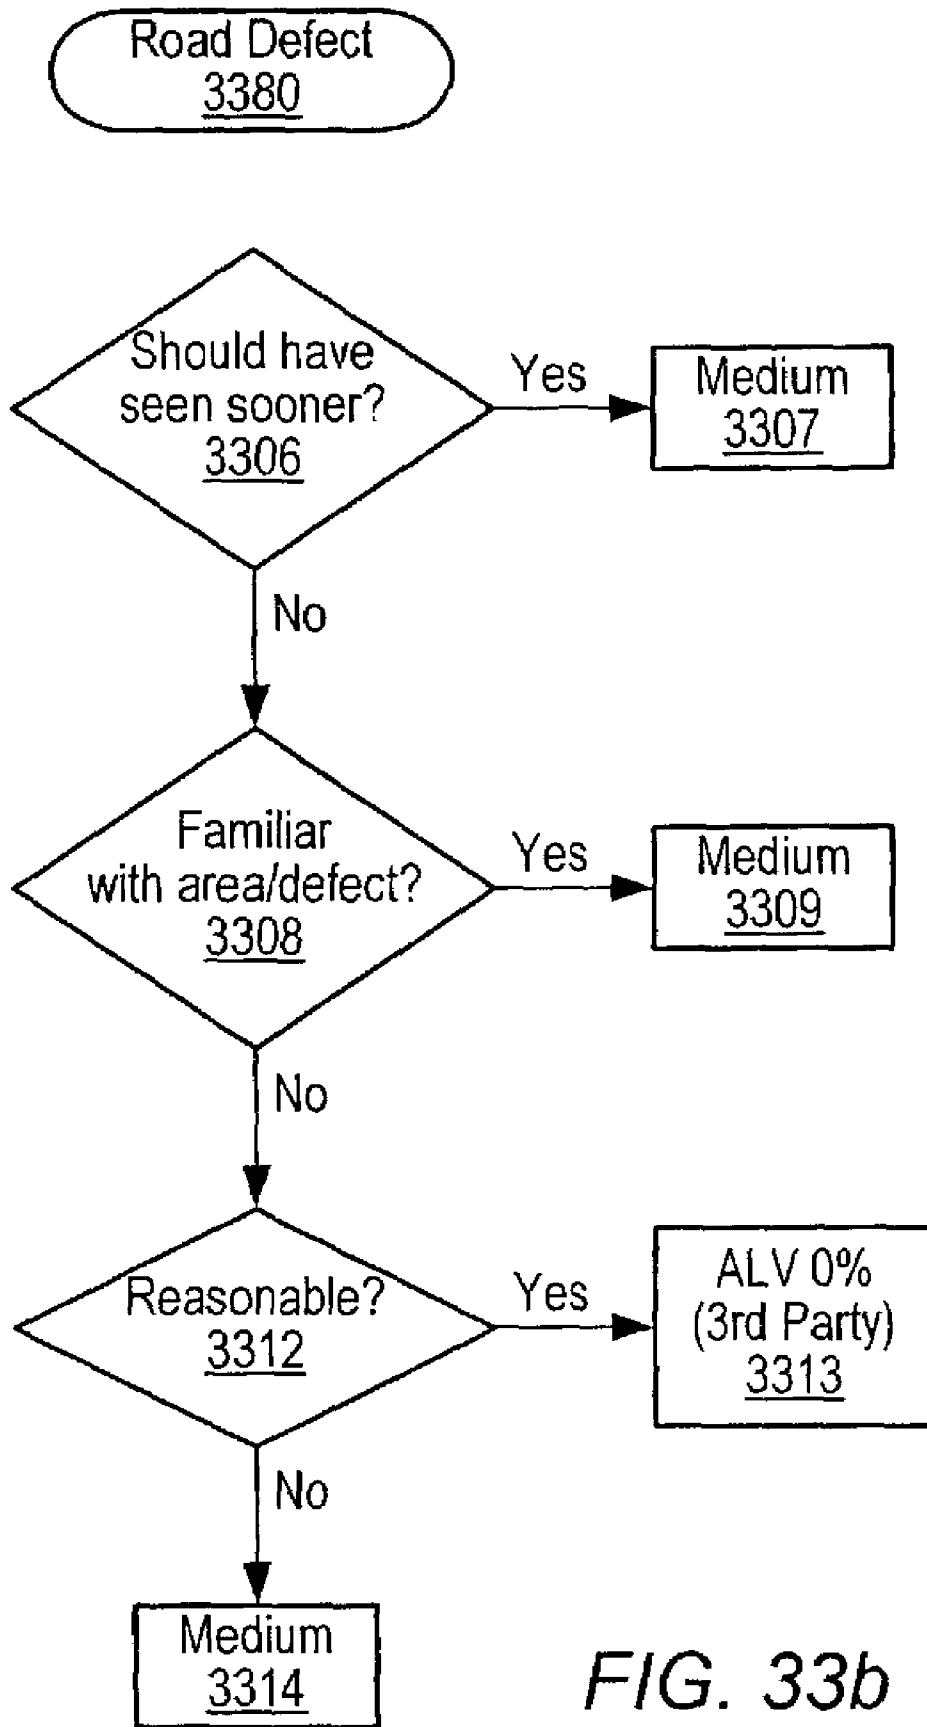 Road Defect
3380
Should have
seen sooner?
3306
Yes
Medium
3307
No
Familiar
with area/defect?
3308
Yes
Medium
3309
No
Reasonable?
3312
Yes
ALV 0%
(3rd Party)
3313
No
Medium
3314
FIG. 33b